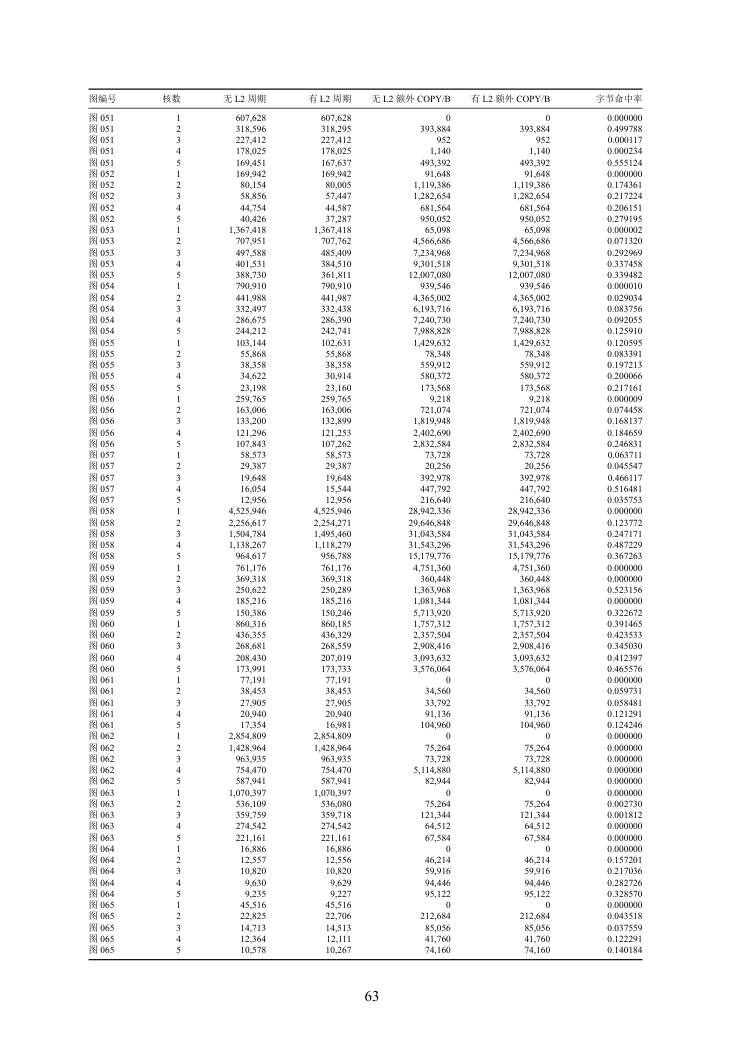 图编号 核数 无 L2 周期 有 L2 周期 无 L2 额外 COPY/B 有 L2 额外 COPY/B 字节命中率
图 051 1 607,628 607,628 0 0 0.000000
图 051 2 318,596 318,295 393,884 393,884 0.499788
图 051 3 227,412 227,412 952 952 0.000117
图 051 4 178,025 178,025 1,140 1,140 0.000234
图 051 5 169,451 167,637 493,392 493,392 0.555124
图 052 1 169,942 169,942 91,648 91,648 0.000000
图 052 2 80,154 80,005 1,119,386 1,119,386 0.174361
图 052 3 58,856 57,447 1,282,654 1,282,654 0.217224
图 052 4 44,754 44,587 681,564 681,564 0.206151
图 052 5 40,426 37,287 950,052 950,052 0.279195
图 053 1 1,367,418 1,367,418 65,098 65,098 0.000002
图 053 2 707,951 707,762 4,566,686 4,566,686 0.071320
图 053 3 497,588 485,409 7,234,968 7,234,968 0.292969
图 053 4 401,531 384,510 9,301,518 9,301,518 0.337458
图 053 5 388,730 361,811 12,007,080 12,007,080 0.339482
图 054 1 790,910 790,910 939,546 939,546 0.000010
图 054 2 441,988 441,987 4,365,002 4,365,002 0.029034
图 054 3 332,497 332,438 6,193,716 6,193,716 0.083756
图 054 4 286,675 286,390 7,240,730 7,240,730 0.092055
图 054 5 244,212 242,741 7,988,828 7,988,828 0.125910
图 055 1 103,144 102,631 1,429,632 1,429,632 0.120595
图 055 2 55,868 55,868 78,348 78,348 0.083391
图 055 3 38,358 38,358 559,912 559,912 0.197213
图 055 4 34,622 30,914 580,372 580,372 0.200066
图 055 5 23,198 23,160 173,568 173,568 0.217161
图 056 1 259,765 259,765 9,218 9,218 0.000009
图 056 2 163,006 163,006 721,074 721,074 0.074458
图 056 3 133,200 132,899 1,819,948 1,819,948 0.168137
图 056 4 121,296 121,253 2,402,690 2,402,690 0.184659
图 056 5 107,843 107,262 2,832,584 2,832,584 0.246831
图 057 1 58,573 58,573 73,728 73,728 0.063711
图 057 2 29,387 29,387 20,256 20,256 0.045547
图 057 3 19,648 19,648 392,978 392,978 0.466117
图 057 4 16,054 15,544 447,792 447,792 0.516481
图 057 5 12,956 12,956 216,640 216,640 0.035753
图 058 1 4,525,946 4,525,946 28,942,336 28,942,336 0.000000
图 058 2 2,256,617 2,254,271 29,646,848 29,646,848 0.123772
图 058 3 1,504,784 1,495,460 31,043,584 31,043,584 0.247171
图 058 4 1,138,267 1,118,279 31,543,296 31,543,296 0.487229
图 058 5 964,617 956,788 15,179,776 15,179,776 0.367263
图 059 1 761,176 761,176 4,751,360 4,751,360 0.000000
图 059 2 369,318 369,318 360,448 360,448 0.000000
图 059 3 250,622 250,289 1,363,968 1,363,968 0.523156
图 059 4 185,216 185,216 1,081,344 1,081,344 0.000000
图 059 5 150,386 150,246 5,713,920 5,713,920 0.322672
图 060 1 860,316 860,185 1,757,312 1,757,312 0.391465
图 060 2 436,355 436,329 2,357,504 2,357,504 0.423533
图 060 3 268,681 268,559 2,908,416 2,908,416 0.345030
图 060 4 208,430 207,019 3,093,632 3,093,632 0.412397
图 060 5 173,991 173,733 3,576,064 3,576,064 0.465576
图 061 1 77,191 77,191 0 0 0.000000
图 061 2 38,453 38,453 34,560 34,560 0.059731
图 061 3 27,905 27,905 33,792 33,792 0.058481
图 061 4 20,940 20,940 91,136 91,136 0.121291
图 061 5 17,354 16,981 104,960 104,960 0.124246
图 062 1 2,854,809 2,854,809 0 0 0.000000
图 062 2 1,428,964 1,428,964 75,264 75,264 0.000000
图 062 3 963,935 963,935 73,728 73,728 0.000000
图 062 4 754,470 754,470 5,114,880 5,114,880 0.000000
图 062 5 587,941 587,941 82,944 82,944 0.000000
图 063 1 1,070,397 1,070,397 0 0 0.000000
图 063 2 536,109 536,080 75,264 75,264 0.002730
图 063 3 359,759 359,718 121,344 121,344 0.001812
图 063 4 274,542 274,542 64,512 64,512 0.000000
图 063 5 221,161 221,161 67,584 67,584 0.000000
图 064 1 16,886 16,886 0 0 0.000000
图 064 2 12,557 12,556 46,214 46,214 0.157201
图 064 3 10,820 10,820 59,916 59,916 0.217036
图 064 4 9,630 9,629 94,446 94,446 0.282726
图 064 5 9,235 9,227 95,122 95,122 0.328570
图 065 1 45,516 45,516 0 0 0.000000
图 065 2 22,825 22,706 212,684 212,684 0.043518
图 065 3 14,713 14,513 85,056 85,056 0.037559
图 065 4 12,364 12,111 41,760 41,760 0.122291
图 065 5 10,578 10,267 74,160 74,160 0.140184
63